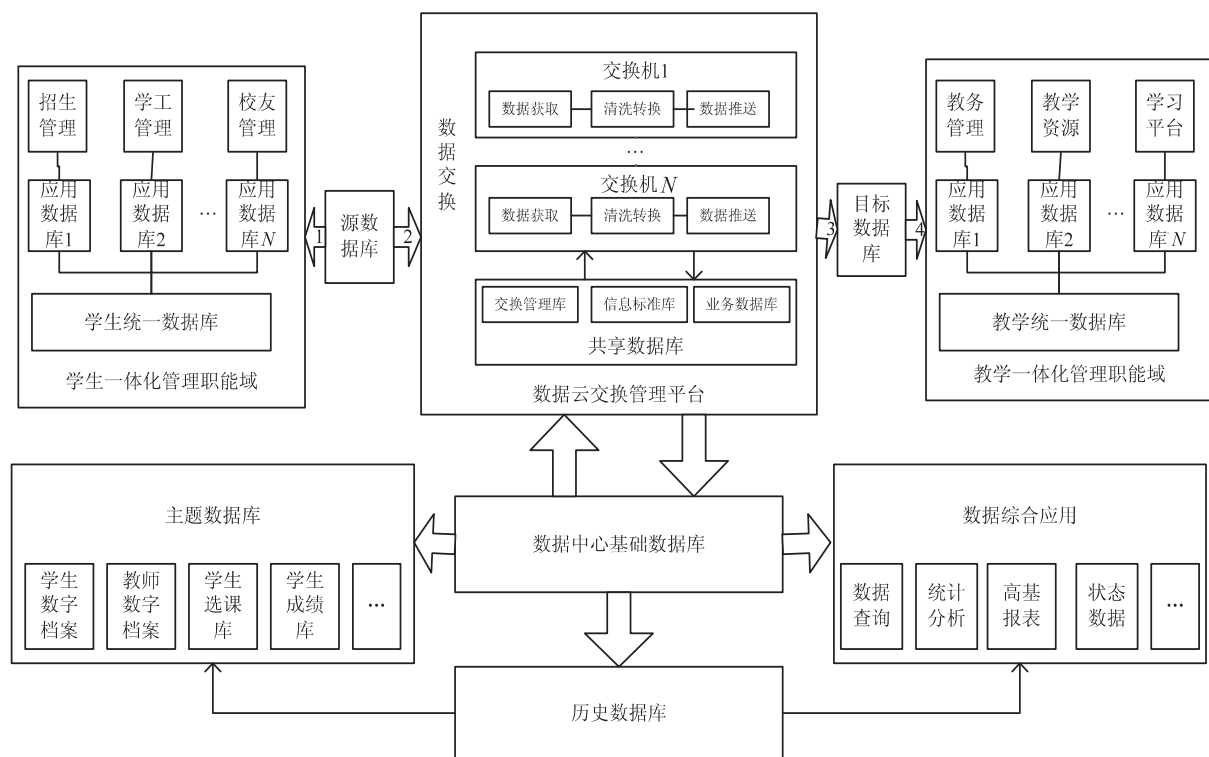 招生
管理
学工
管理
校友
管理
应用
数据
库1
应用
数据
库2
…
应用
数据
库N
学生统一数据库
学生一体化管理职能域
1
源数
据库
2
数据交换
交换机1
数据获取
清洗转换
数据推送
…
交换机N
数据获取
清洗转换
数据推送
交换管理库
信息标准库
业务数据库
共享数据库
数据云交换管理平台
3
目标
数据
库
4
教务
管理
教学
资源
学习
平台
应用
数据
库1
应用
数据
库2
…
应用
数据
库N
教学统一数据库
教学一体化管理职能域
主题数据库
学生
数字
档案
教师
数字
档案
学生
选课
库
学生
成绩
库
…
数据中心基础数据库
数据综合应用
数据
查询
统计
分析
高基
报表
状态
数据
…
历史数据库